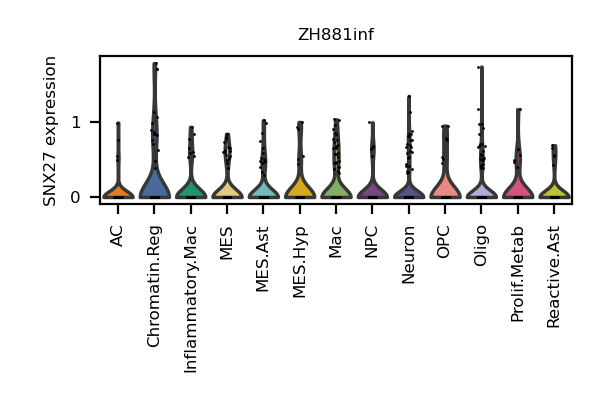 ZH881inf
SNX27 expression
1
0
AC
Chromatin.Reg
Inflammatory.Mac
MES
MES.Ast
MES.Hyp
Mac
NPC
Neuron
OPC
Oligo
Prolif.Metab
Reactive.Ast